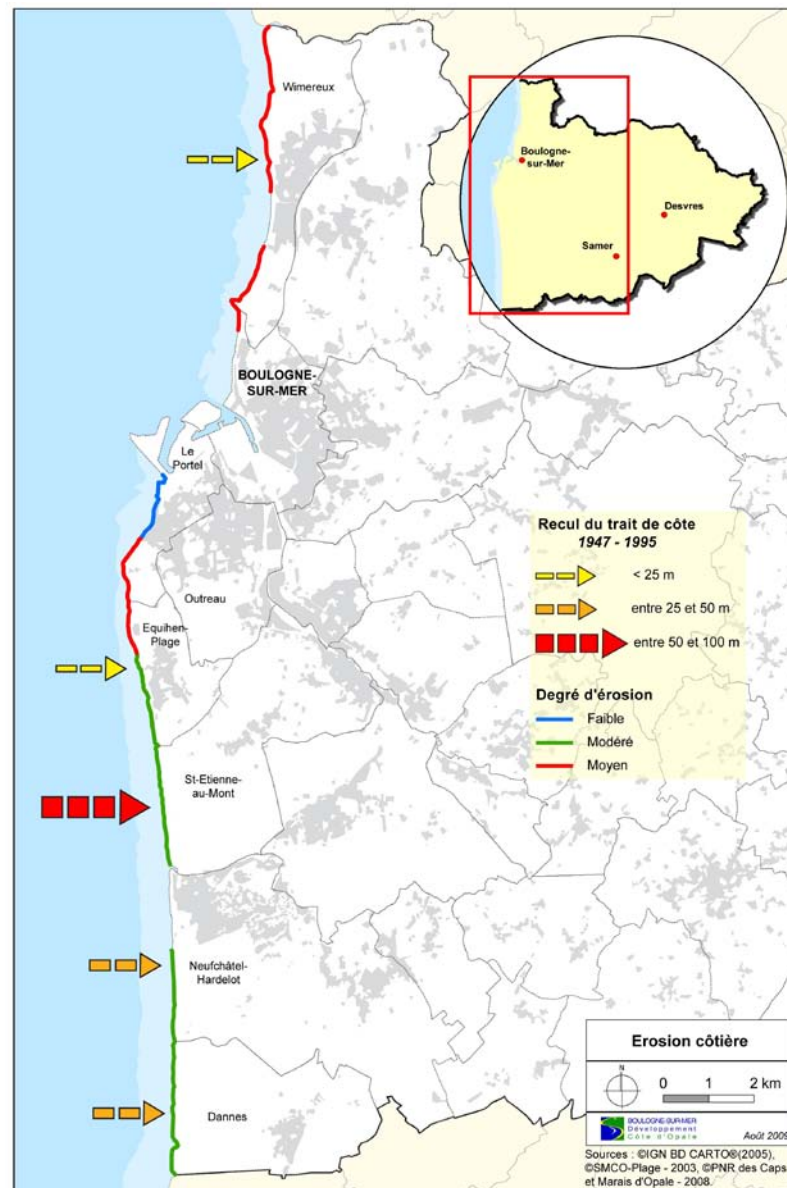 Wimereux
Boulogne-
sur-Mer
Desvres
Samer
BOULOGNE-
SUR-MER
Le
Portel
Outreau
Equihen-
Plage
St-Etienne-
au-Mont
Neufchâtel-
Hardelot
Dannes
Recul du trait de côte
1947 - 1995
< 25 m
entre 25 et 50 m
entre 50 et 100 m
Degré d'érosion
Faible
Modéré
Moyen
Erosion côtière
N
0 1 2 km
BOULOGNE-SUR-MER
Développement
Côte d'Opale
Août 2009
Sources : ©IGN BD CARTO®(2005),
©SMCO-Plage - 2003, ©PNR des Caps
et Marais d'Opale - 2008.